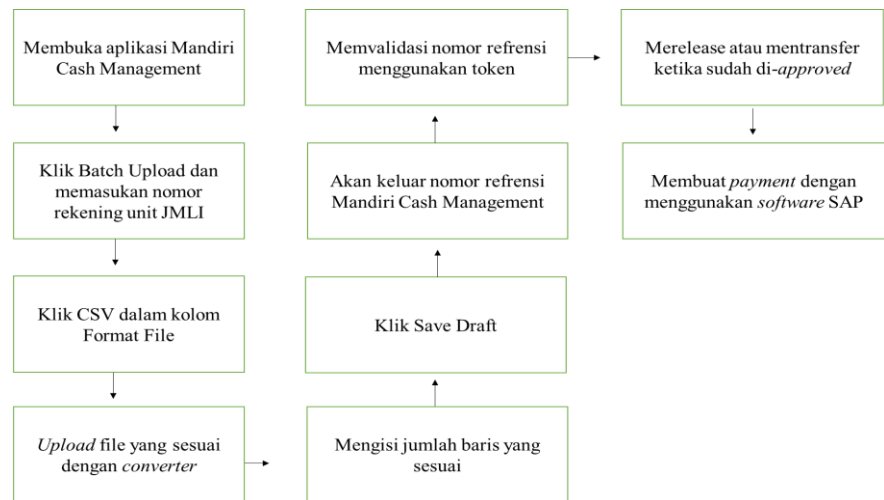 Membuka aplikasi Mandiri
Cash Management
Klik Batch Upload dan
memasukan nomor
rekening unit JMLI
Klik CSV dalam kolom
Format File
Upload file yang sesuai
dengan converter
Mengisi jumlah baris yang
sesuai
Klik Save Draft
Akan keluar nomor refrensi
Mandiri Cash Management
Memvalidasi nomor refrensi
menggunakan token
Merelease atau mentransfer
ketika sudah di-approved
Membuat payment dengan
menggunakan software SAP